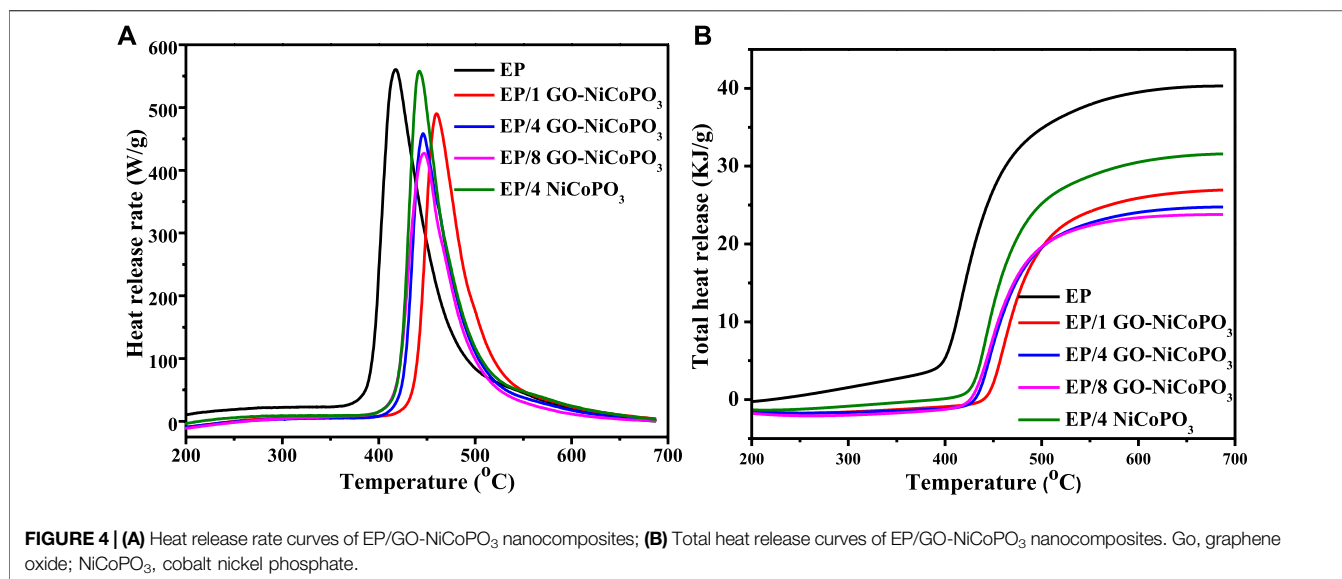 A
600
500
400
300
200
100
0
Heat release rate (W/g)
200
300
400
500
600
700
Temperature (°C)
EP
EP/1 GO-NiCoPO₃
EP/4 GO-NiCoPO₃
EP/8 GO-NiCoPO₃
EP/4 NiCoPO₃
B
40
30
20
10
0
Total heat release (KJ/g)
200
300
400
500
600
700
Temperature (°C)
EP
EP/1 GO-NiCoPO₃
EP/4 GO-NiCoPO₃
EP/8 GO-NiCoPO₃
EP/4 NiCoPO₃
FIGURE 4 | (A) Heat release rate curves of EP/GO-NiCoPO₃ nanocomposites; (B) Total heat release curves of EP/GO-NiCoPO₃ nanocomposites. Go, graphene
oxide; NiCoPO₃, cobalt nickel phosphate.